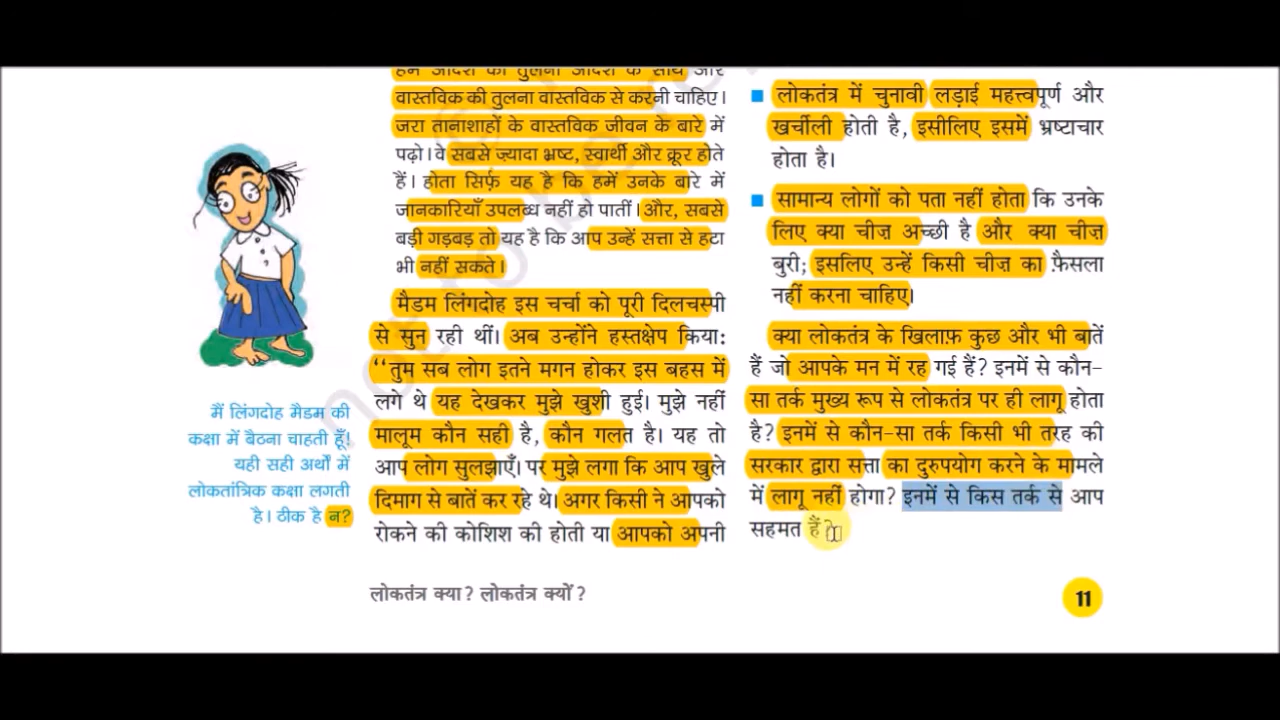 हम आदर्श की तुलना आदर्श के साथ और
वास्तविक की तुलना वास्तविक से करनी चाहिए।
जरा तानाशाहों के वास्तविक जीवन के बारे में
पढ़ो। वे सबसे ज़्यादा भ्रष्ट, स्वार्थी और क्रूर होते
हैं। होता सिर्फ़ यह है कि हमें उनके बारे में
जानकारियाँ उपलब्ध नहीं हो पातीं। और, सबसे
बड़ी गड़बड़ तो यह है कि आप उन्हें सत्ता से हटा
भी नहीं सकते।
मैडम लिंगदोह इस चर्चा को पूरी दिलचस्पी
से सुन रही थीं। अब उन्होंने हस्तक्षेप किया:
‘‘तुम सब लोग इतने मगन होकर इस बहस में
लगे थे यह देखकर मुझे खुशी हुई। मुझे नहीं
मालूम कौन सही है, कौन गलत है। यह तो
आप लोग सुलझाएँ। पर मुझे लगा कि आप खुले
दिमाग से बातें कर रहे थे। अगर किसी ने आपको
रोकने की कोशिश की होती या आपको अपनी
मैं लिंगदोह मैडम की
कक्षा में बैठना चाहती हूँ!
यही सही अर्थों में
लोकतांत्रिक कक्षा लगती
है। ठीक है न?
लोकतंत्र में चुनावी लड़ाई महत्त्वपूर्ण और
खर्चीली होती है, इसीलिए इसमें भ्रष्टाचार
होता है।
सामान्य लोगों को पता नहीं होता कि उनके
लिए क्या चीज़ अच्छी है और क्या चीज़
बुरी; इसलिए उन्हें किसी चीज़ का फ़ैसला
नहीं करना चाहिए।
क्या लोकतंत्र के खिलाफ़ कुछ और भी बातें
हैं जो आपके मन में रह गई हैं? इनमें से कौन-
सा तर्क मुख्य रूप से लोकतंत्र पर ही लागू होता
है? इनमें से कौन-सा तर्क किसी भी तरह की
सरकार द्वारा सत्ता का दुरुपयोग करने के मामले
में लागू नहीं होगा? इनमें से किस तर्क से आप
सहमत हैं?
लोकतंत्र क्या? लोकतंत्र क्यों?
11